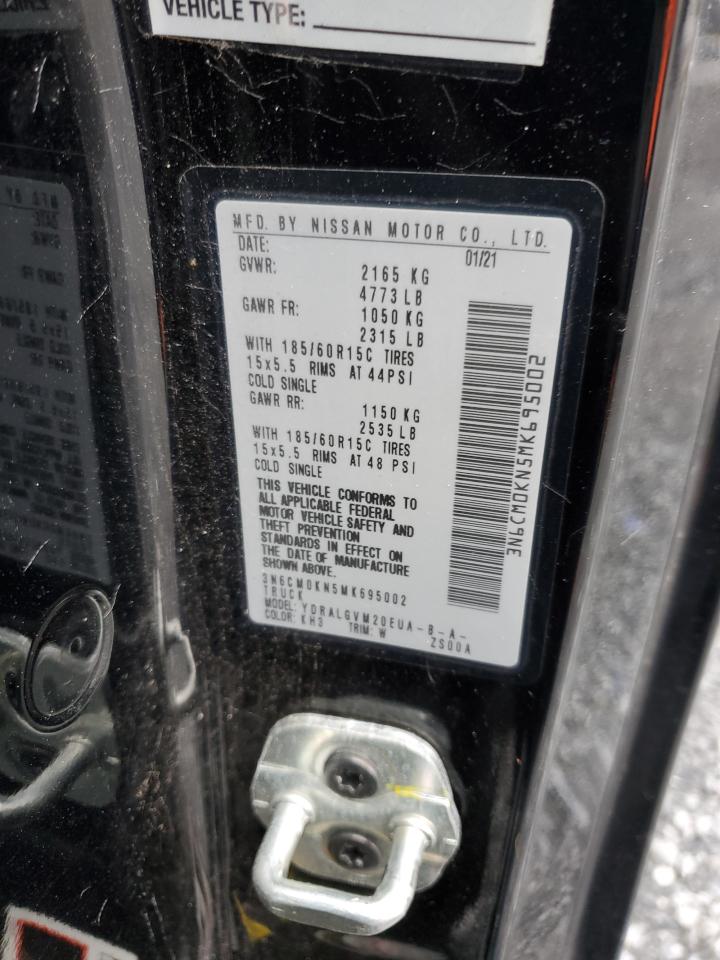 VEHICLE TYPE:
MFD. BY NISSAN MOTOR CO., LTD.
DATE: 01/21
GVWR: 2165 KG
4773 LB
GAWR FR: 1050 KG
2315 LB
WITH 185/60R15C TIRES
15x5.5 RIMS AT 44PSI
COLD SINGLE
GAWR RR: 1150 KG
2535 LB
WITH 185/60R15C TIRES
15x5.5 RIMS AT 48 PSI
COLD SINGLE
THIS VEHICLE CONFORMS TO
ALL APPLICABLE FEDERAL
MOTOR VEHICLE SAFETY AND
THEFT PREVENTION
STANDARDS IN EFFECT ON
THE DATE OF MANUFACTURE
SHOWN ABOVE.
3N6CM0KN5MK695002
TRUCK
MODEL: YDRALGVM20EUA-B-A-
ZS00A
COLOR: KH3 TRIM: W
3N6CM0KN5MK695002